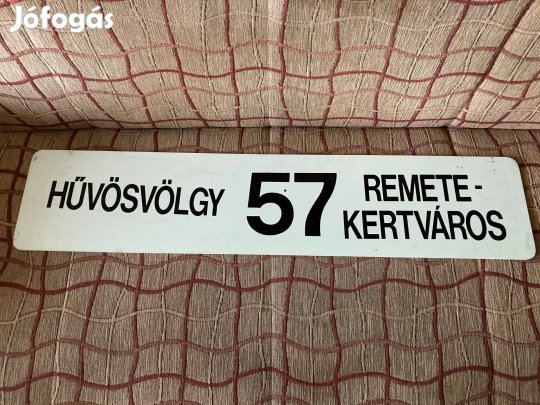 Jófogás
HŰVÖSVÖLGY 57 REMETE-
KERTVÁROS